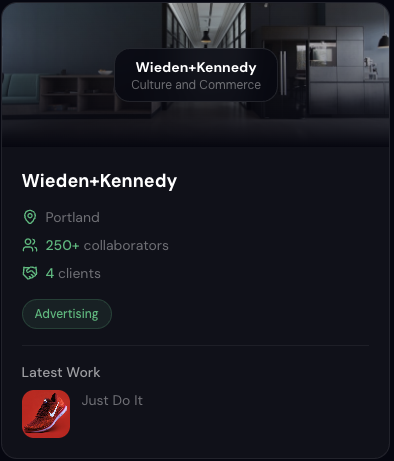 Wieden+Kennedy
Culture and Commerce
Wieden+Kennedy
Portland
250+ collaborators
4 clients
Advertising
Latest Work
Just Do It